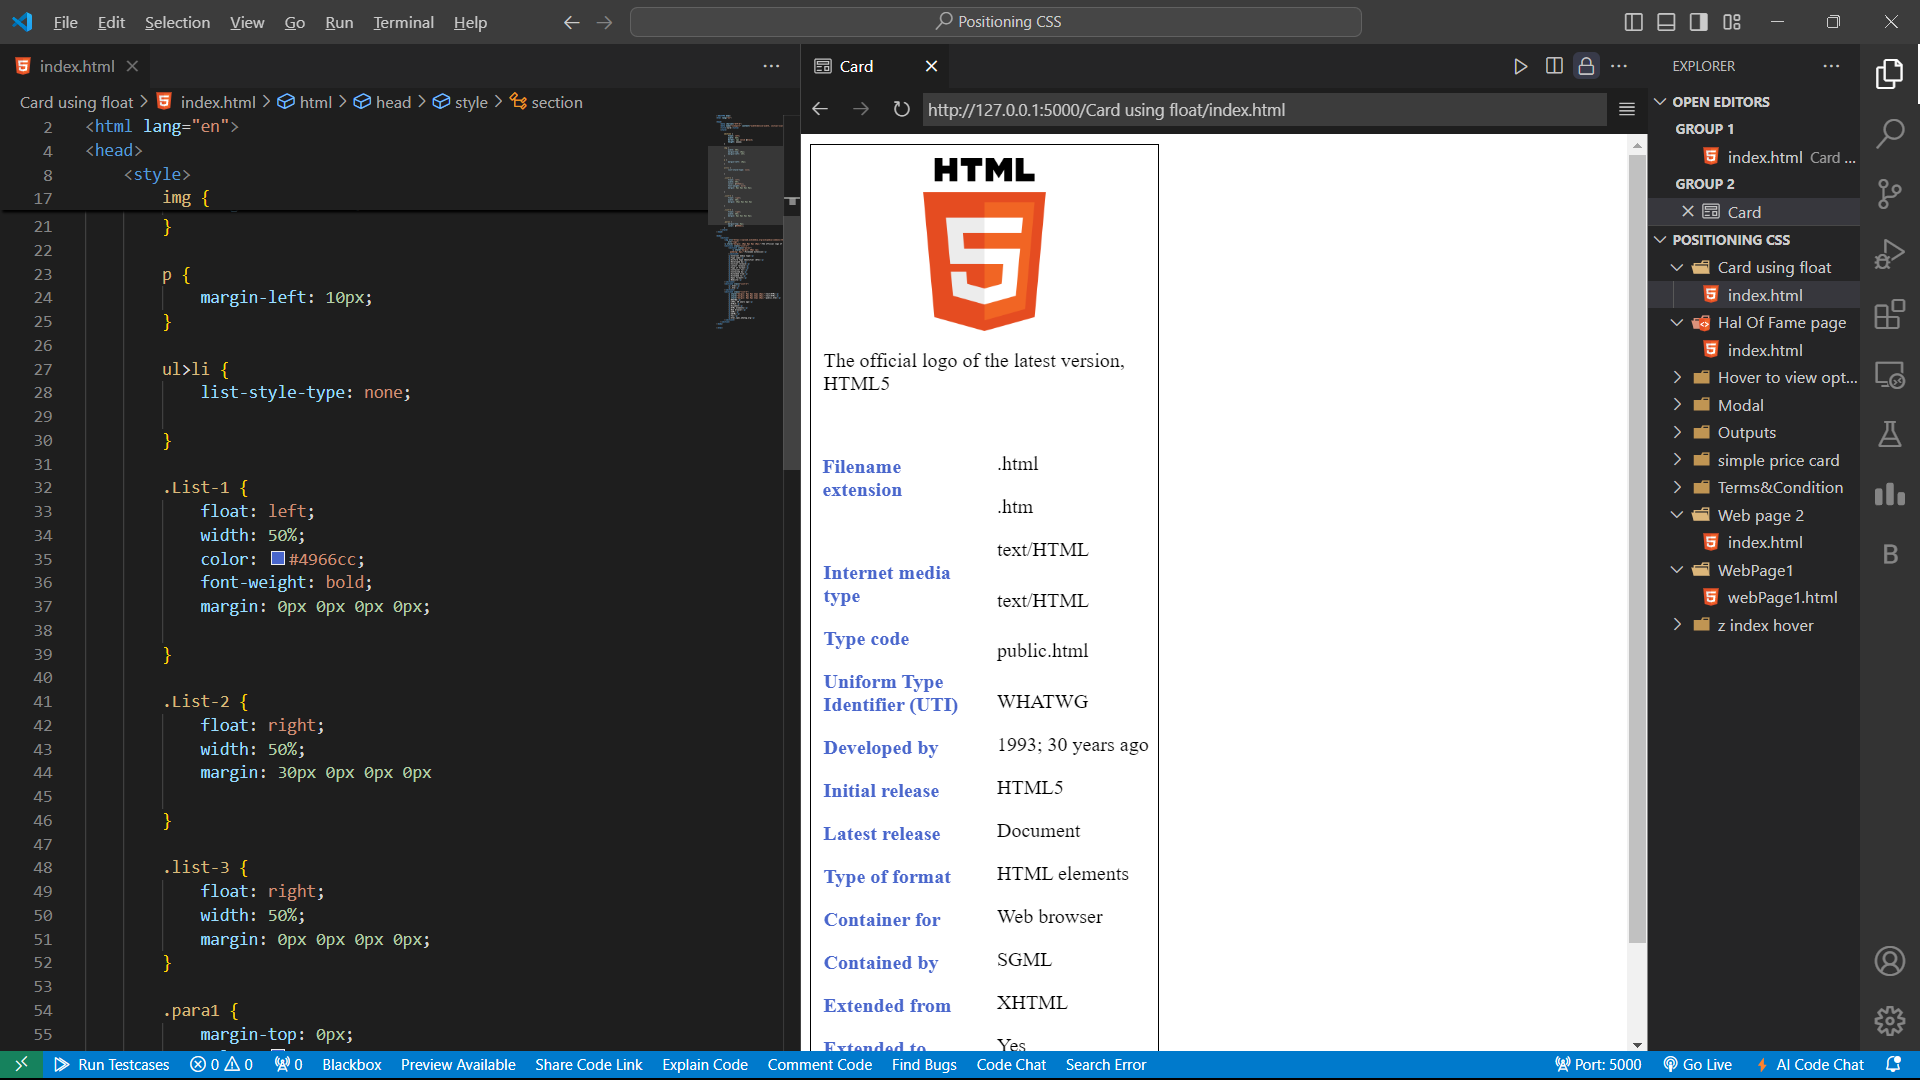 File Edit Selection View Go Run Terminal Help
Positioning CSS
index.html
Card using float > index.html > html > head > style > section
2 <html lang="en">
4 <head>
8 <style>
17 img {
21 }
22
23 p {
24 margin-left: 10px;
25 }
26
27 ul>li {
28 list-style-type: none;
29
30 }
31
32 .List-1 {
33 float: left;
34 width: 50%;
35 color: #4966cc;
36 font-weight: bold;
37 margin: 0px 0px 0px 0px;
38
39 }
40
41 .List-2 {
42 float: right;
43 width: 50%;
44 margin: 30px 0px 0px 0px
45
46 }
47
48 .list-3 {
49 float: right;
50 width: 50%;
51 margin: 0px 0px 0px 0px;
52 }
53
54 .para1 {
55 margin-top: 0px;
Card
http://127.0.0.1:5000/Card using float/index.html
HTML
5
The official logo of the latest version,
HTML5
Filename
extension
Internet media
type
Type code
Uniform Type
Identifier (UTI)
Developed by
Initial release
Latest release
Type of format
Container for
Contained by
Extended from
Extended to
.html
.htm
text/HTML
text/HTML
public.html
WHATWG
1993; 30 years ago
HTML5
Document
HTML elements
Web browser
SGML
XHTML
Yes
EXPLORER
OPEN EDITORS
GROUP 1
index.html Card ...
GROUP 2
Card
POSITIONING CSS
Card using float
index.html
Hal Of Fame page
index.html
Hover to view opt...
Modal
Outputs
simple price card
Terms&Condition
Web page 2
index.html
WebPage1
webPage1.html
z index hover
B
Run Testcases 0 0 0 Blackbox Preview Available Share Code Link Explain Code Comment Code Find Bugs Code Chat Search Error Port: 5000 Go Live AI Code Chat